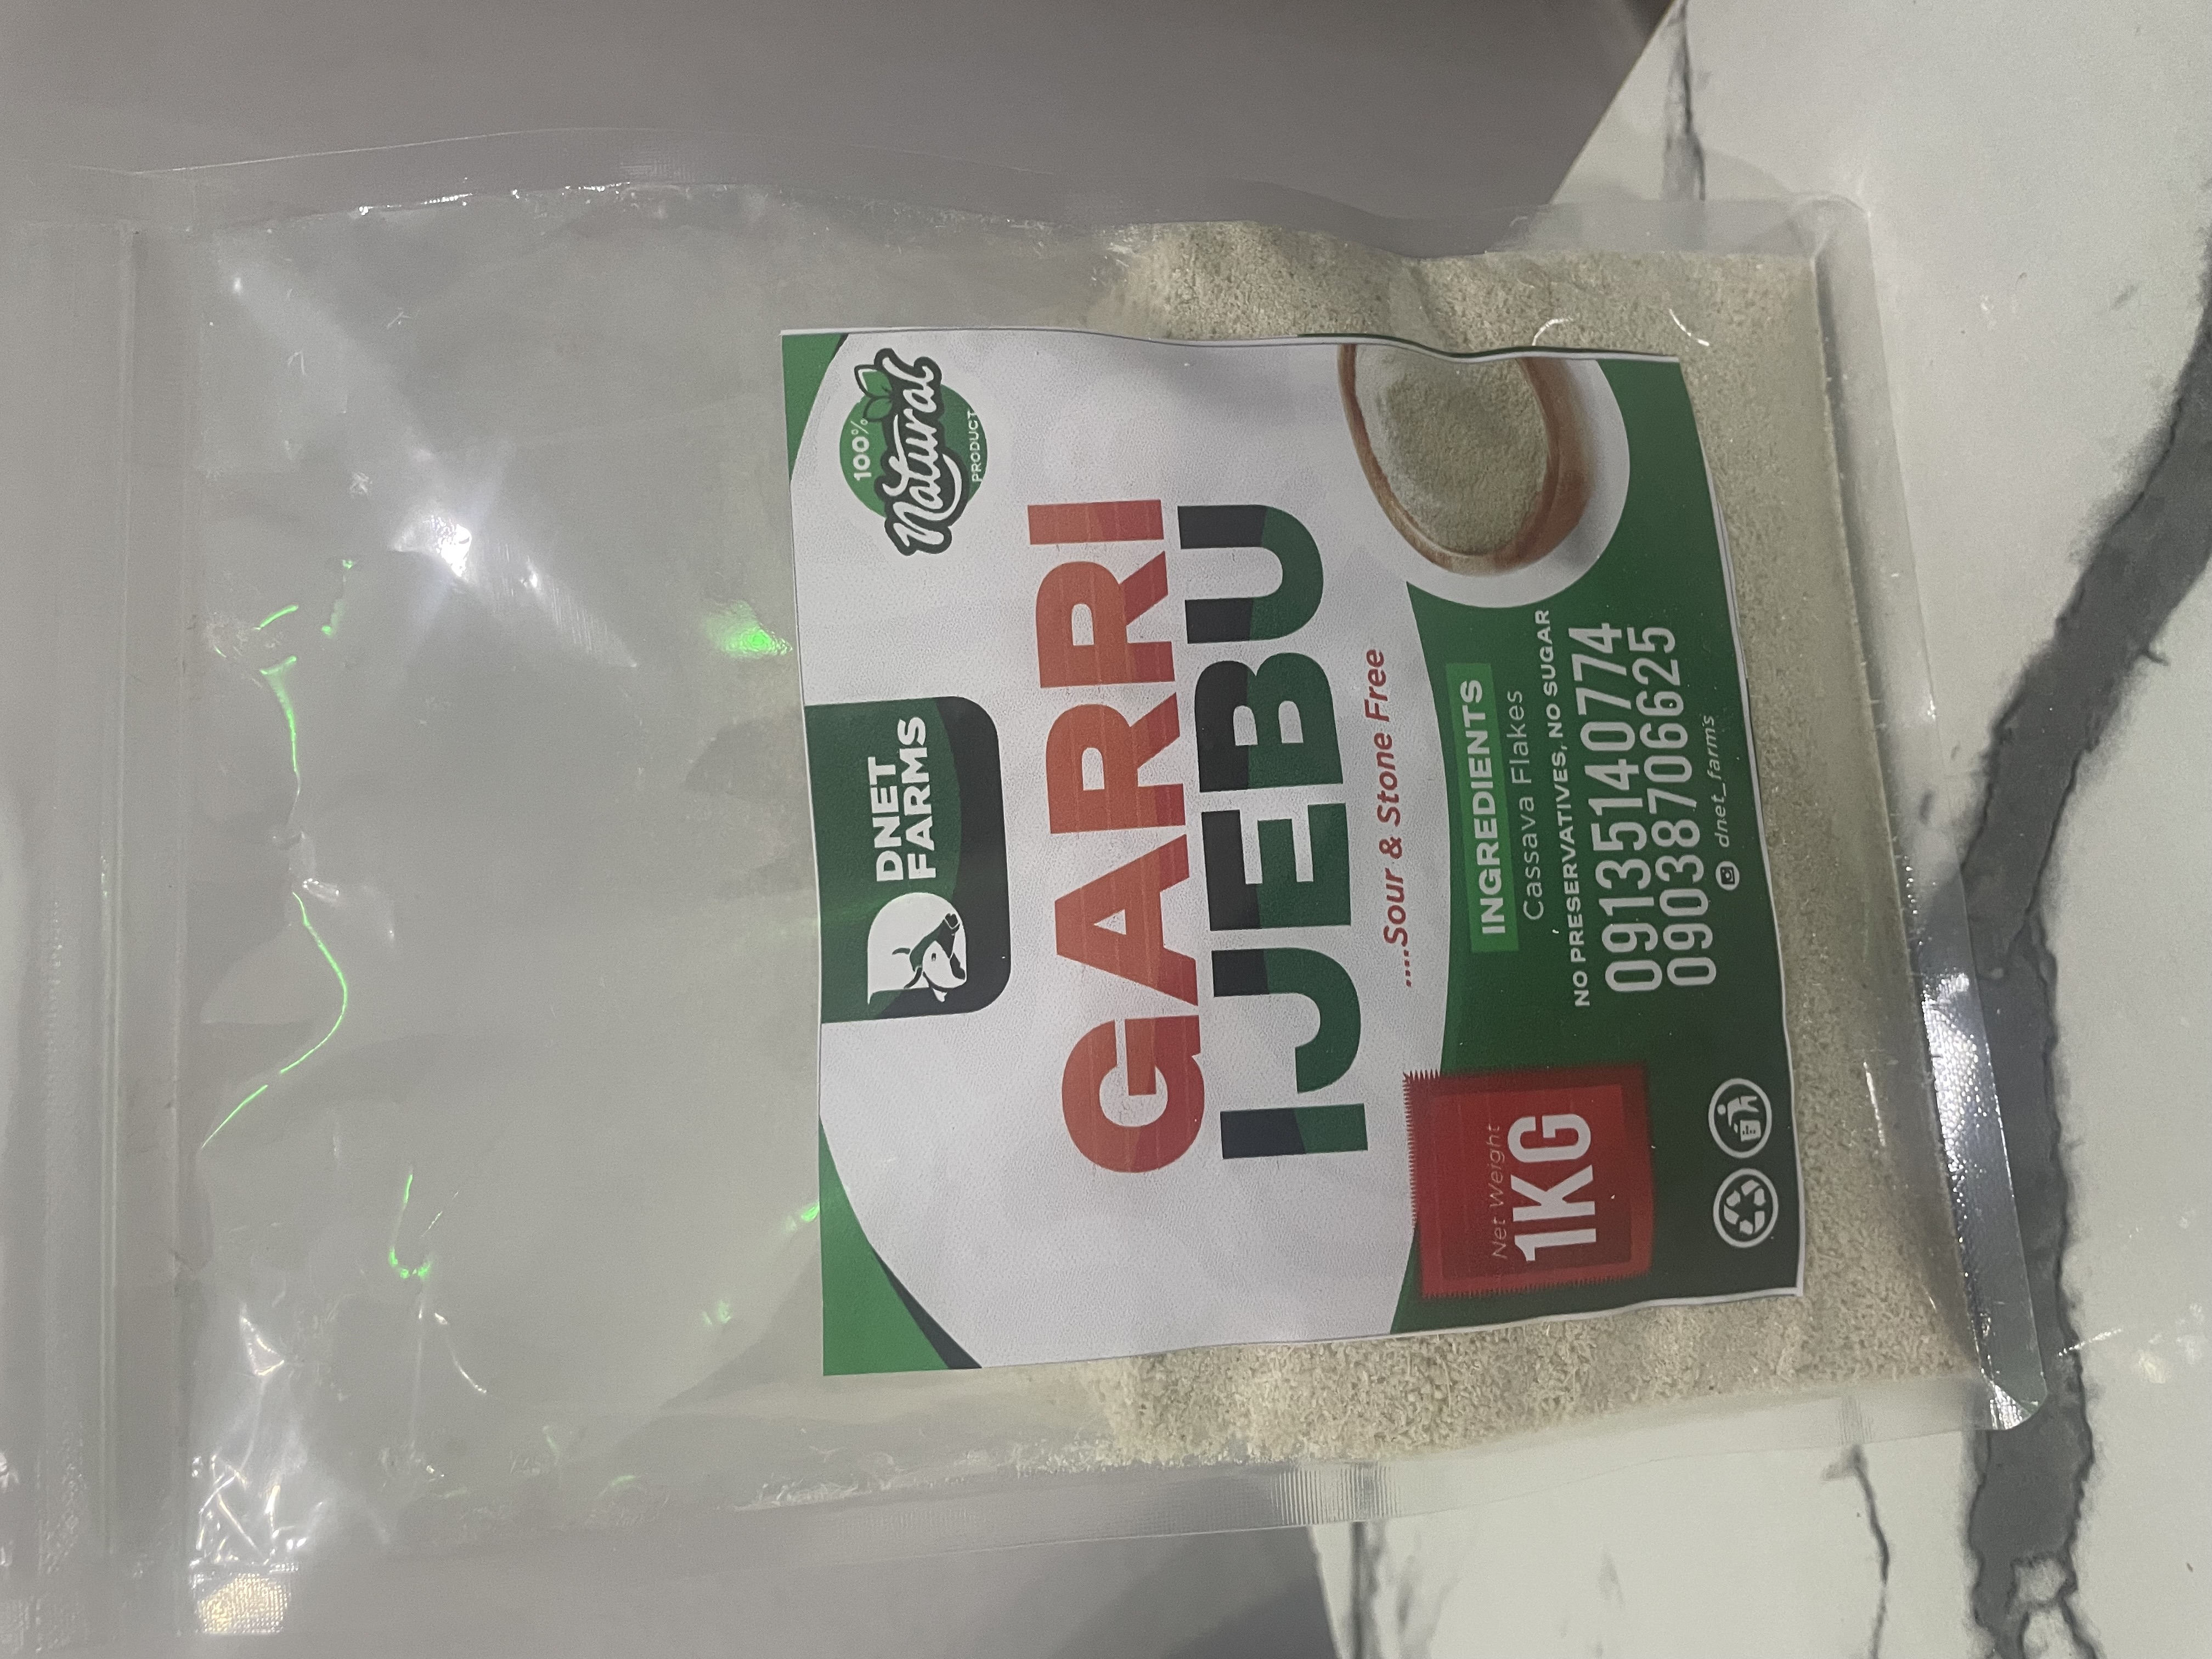 DNET
FARMS
100%
Natural
PRODUCT
GARRI
IJEBU
....Sour & Stone Free
Net Weight
1KG
INGREDIENTS
Cassava Flakes
NO PRESERVATIVES, NO SUGAR
09135140774
09038706625
dnet_farms